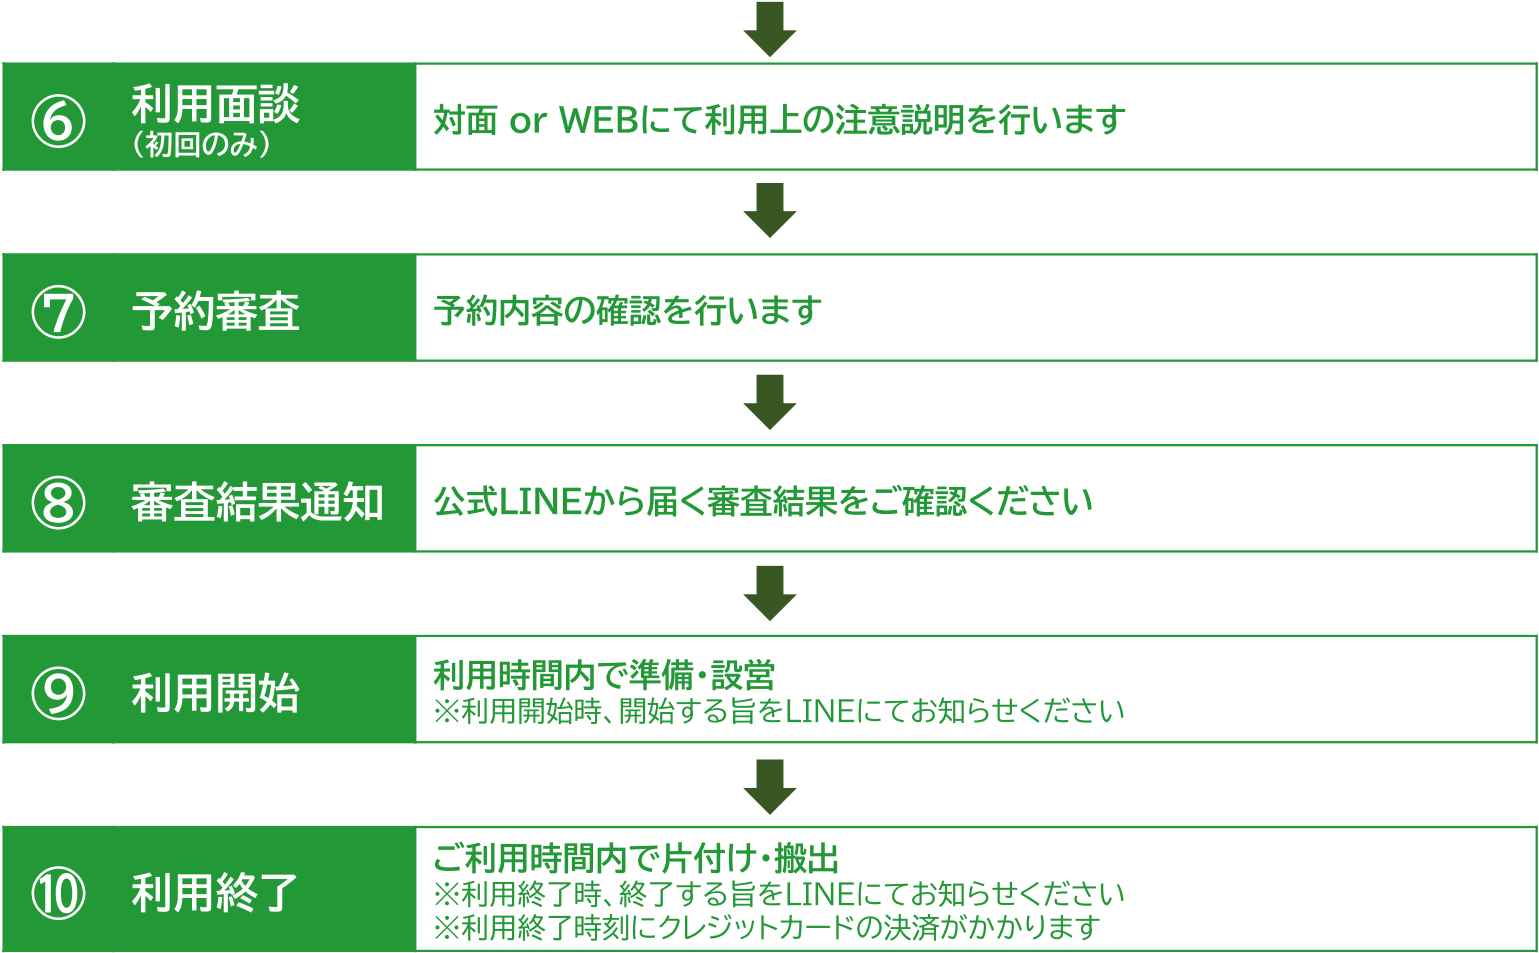 ⑥
利用面談
（初回のみ）
対面 or WEBにて利用上の注意説明を行います
⑦
予約審査
予約内容の確認を行います
⑧
審査結果通知
公式LINEから届く審査結果をご確認ください
⑨
利用開始
利用時間内で準備・設営
※利用開始時、開始する旨をLINEにてお知らせください
⑩
利用終了
ご利用時間内で片付け・搬出
※利用終了時、終了する旨をLINEにてお知らせください
※利用終了時刻にクレジットカードの決済がかかります